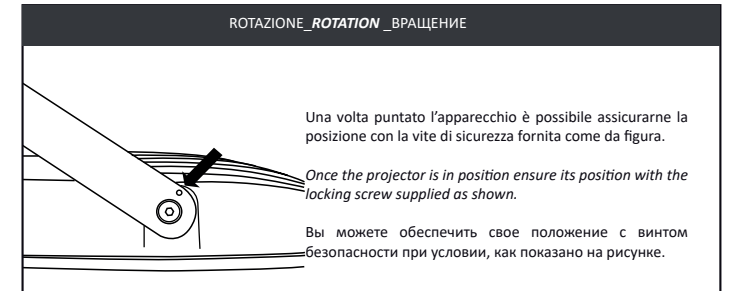 ROTAZIONE_ROTATION _ВРАЩЕНИЕ
Una volta puntato l’apparecchio è possibile assicurarne la
posizione con la vite di sicurezza fornita come da figura.
Once the projector is in position ensure its position with the
locking screw supplied as shown.
Вы можете обеспечить свое положение с винтом
безопасности при условии, как показано на рисунке.